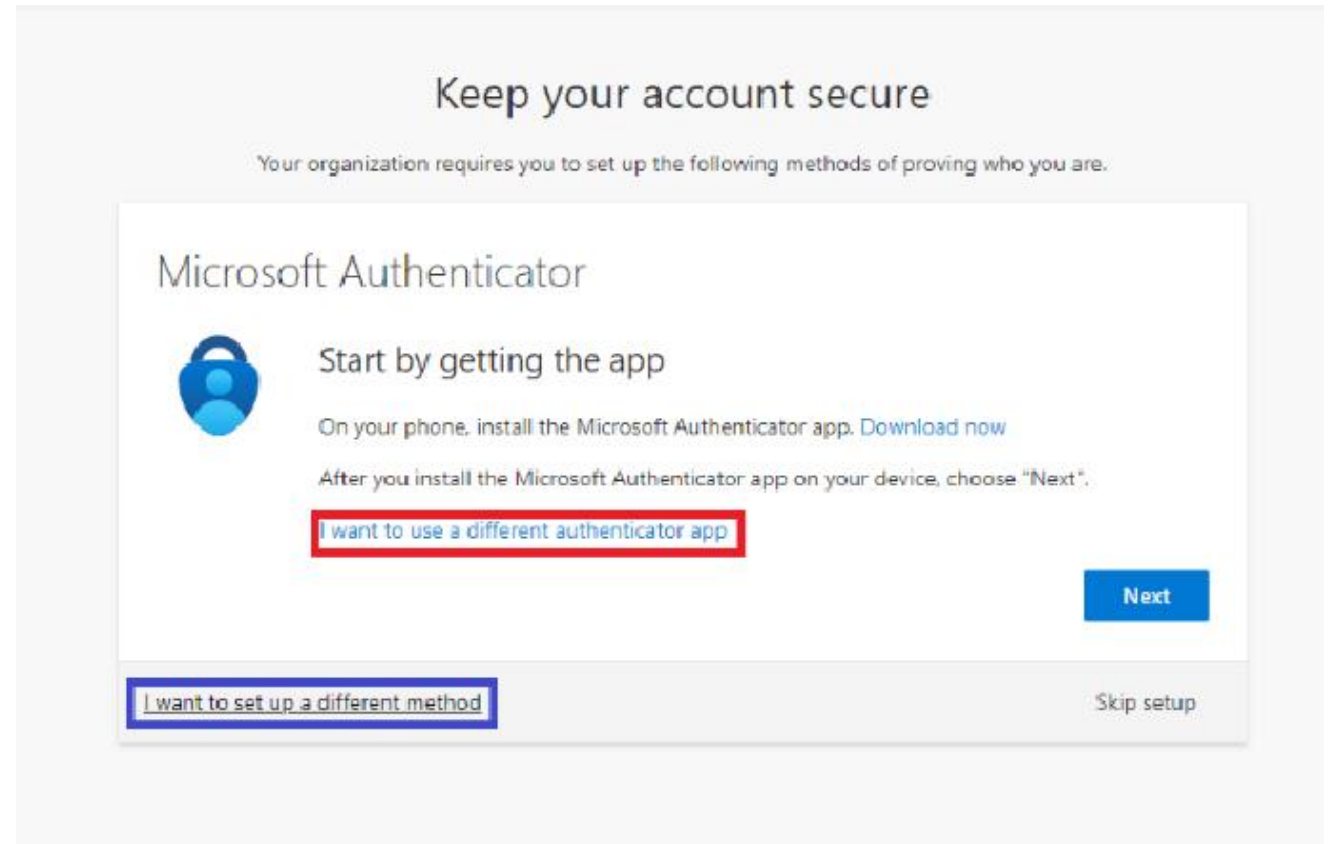 Keep your account secure
Your organization requires you to set up the following methods of proving who you are.
Microsoft Authenticator
Start by getting the app
On your phone, install the Microsoft Authenticator app. Download now
After you install the Microsoft Authenticator app on your device, choose "Next".
I want to use a different authenticator app
Next
I want to set up a different method
Skip setup